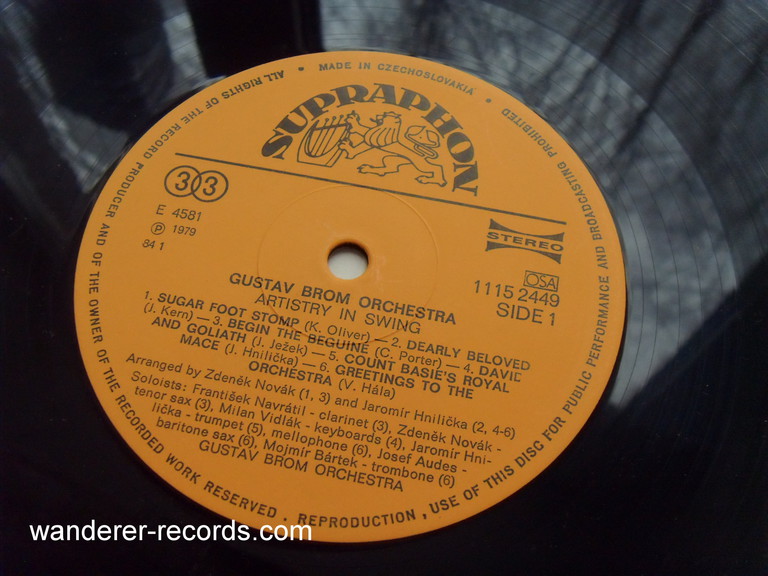 ALL RIGHTS OF THE RECORD PRODUCER AND OF THE OWNER OF THE RECORDED WORK RESERVED . REPRODUCTION , USE OF THIS DISC FOR PUBLIC PERFORMANCE AND BROADCASTING PROHIBITED
• MADE IN CZECHOSLOVAKIA •
SUPRAPHON
33
E 4581
Ⓟ 1979
84 1
STEREO
OSA
1115 2449
SIDE 1
GUSTAV BROM ORCHESTRA
ARTISTRY IN SWING
1. SUGAR FOOT STOMP (K. Oliver) — 2. DEARLY BELOVED
(J. Kern) — 3. BEGIN THE BEGUINE (C. Porter) — 4. DAVID
AND GOLIATH (J. Ježek) — 5. COUNT BASIE'S ROYAL
MACE (J. Hnilička) — 6. GREETINGS TO THE
ORCHESTRA (V. Hála)
Arranged by Zdeněk Novák (1, 3) and Jaromír Hnilička (2, 4-6)
Soloists: František Navrátil - clarinet (3), Zdeněk Novák -
tenor sax (3), Milan Vidlák - keyboards (4), Jaromír Hni-
lička - trumpet (5), mellophone (6), Josef Audes -
baritone sax (6), Mojmír Bártek - trombone (6)
GUSTAV BROM ORCHESTRA
wanderer-records.com